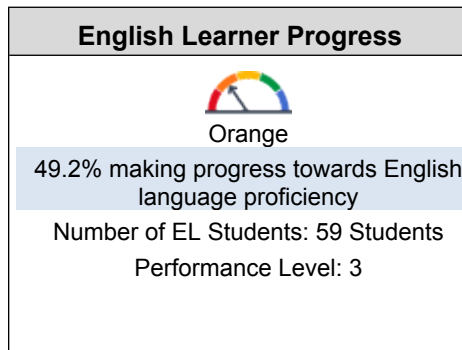 English Learner Progress
Orange
49.2% making progress towards English
language proficiency
Number of EL Students: 59 Students
Performance Level: 3